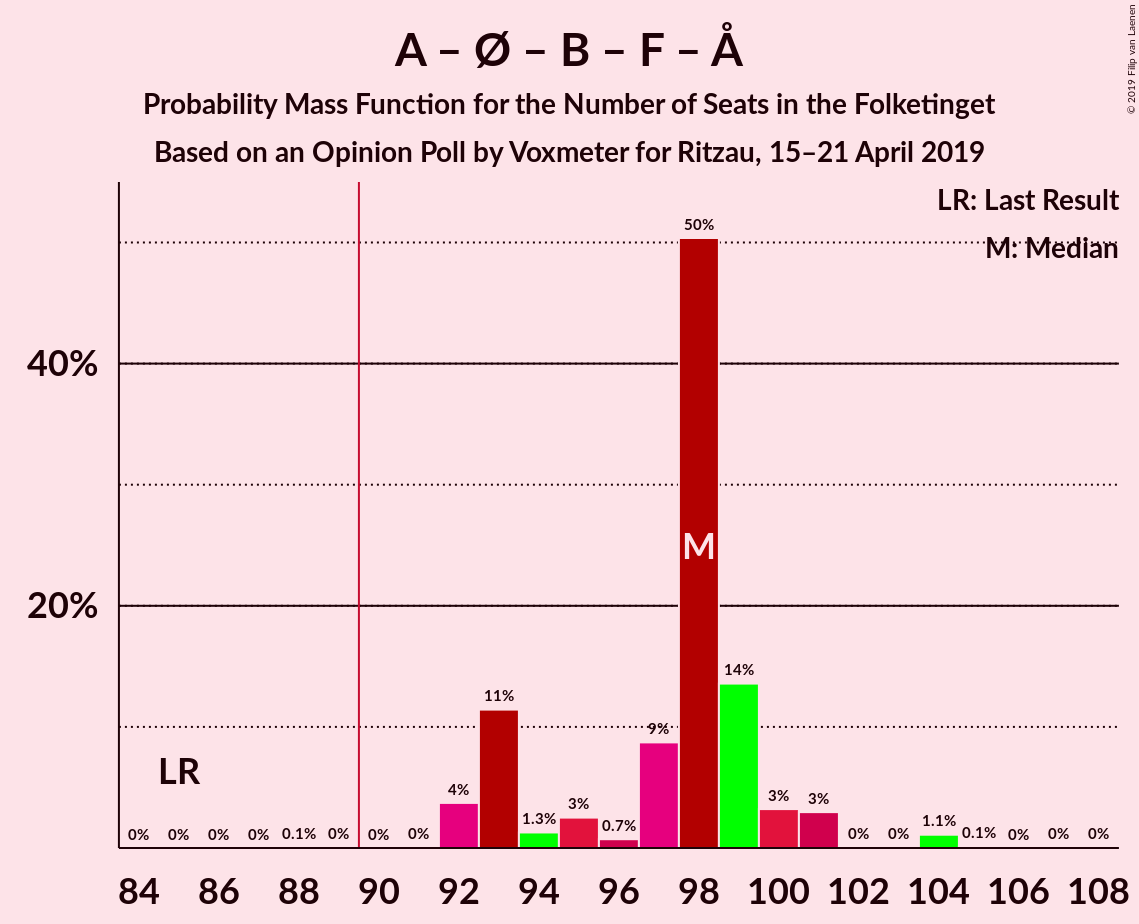 A – Ø – B – F – Å
Probability Mass Function for the Number of Seats in the Folketinget
Based on an Opinion Poll by Voxmeter for Ritzau, 15–21 April 2019
© 2019 Filip van Laenen
LR: Last Result
M: Median
40%
20%
LR
M
0% 0% 0% 0% 0.1% 0% 0% 0% 4% 11% 1.3% 3% 0.7% 9% 50% 14% 3% 3% 0% 0% 1.1% 0.1% 0% 0% 0%
84 86 88 90 92 94 96 98 100 102 104 106 108